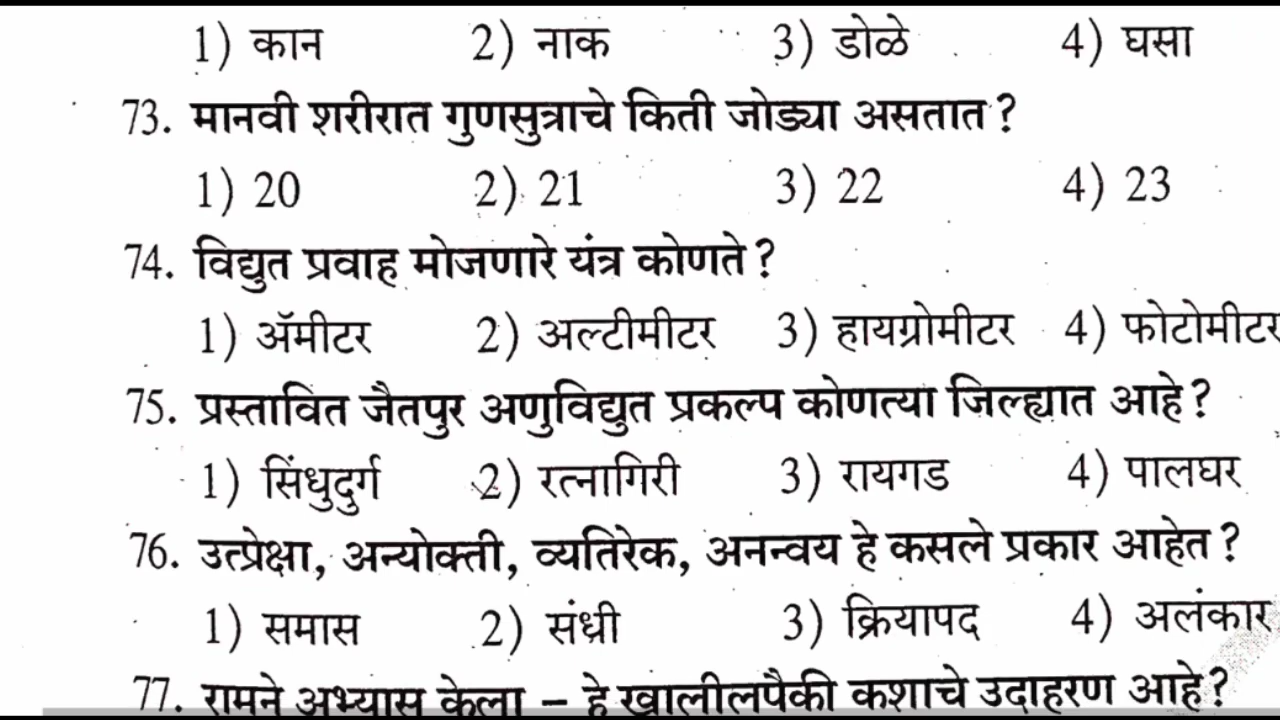 1) कान 2) नाक 3) डोळे 4) घसा
73. मानवी शरीरात गुणसुत्राचे किती जोड्या असतात?
1) 20 2) 21 3) 22 4) 23
74. विद्युत प्रवाह मोजणारे यंत्र कोणते?
1) ॲमीटर 2) अल्टीमीटर 3) हायग्रोमीटर 4) फोटोमीटर
75. प्रस्तावित जैतपुर अणुविद्युत प्रकल्प कोणत्या जिल्ह्यात आहे?
1) सिंधुदुर्ग 2) रत्नागिरी 3) रायगड 4) पालघर
76. उत्प्रेक्षा, अन्योक्ती, व्यतिरेक, अनन्वय हे कसले प्रकार आहेत?
1) समास 2) संधी 3) क्रियापद 4) अलंकार
77. रामने अभ्यास केला – हे खालीलपैकी कशाचे उदाहरण आहे?